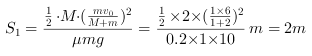 $S_1 = \frac{\frac{1}{2} \cdot M \cdot (\frac{mv_0}{M+m})^2}{\mu mg} = \frac{\frac{1}{2} \times 2 \times (\frac{1 \times 6}{1+2})^2}{0.2 \times 1 \times 10} m = 2m$